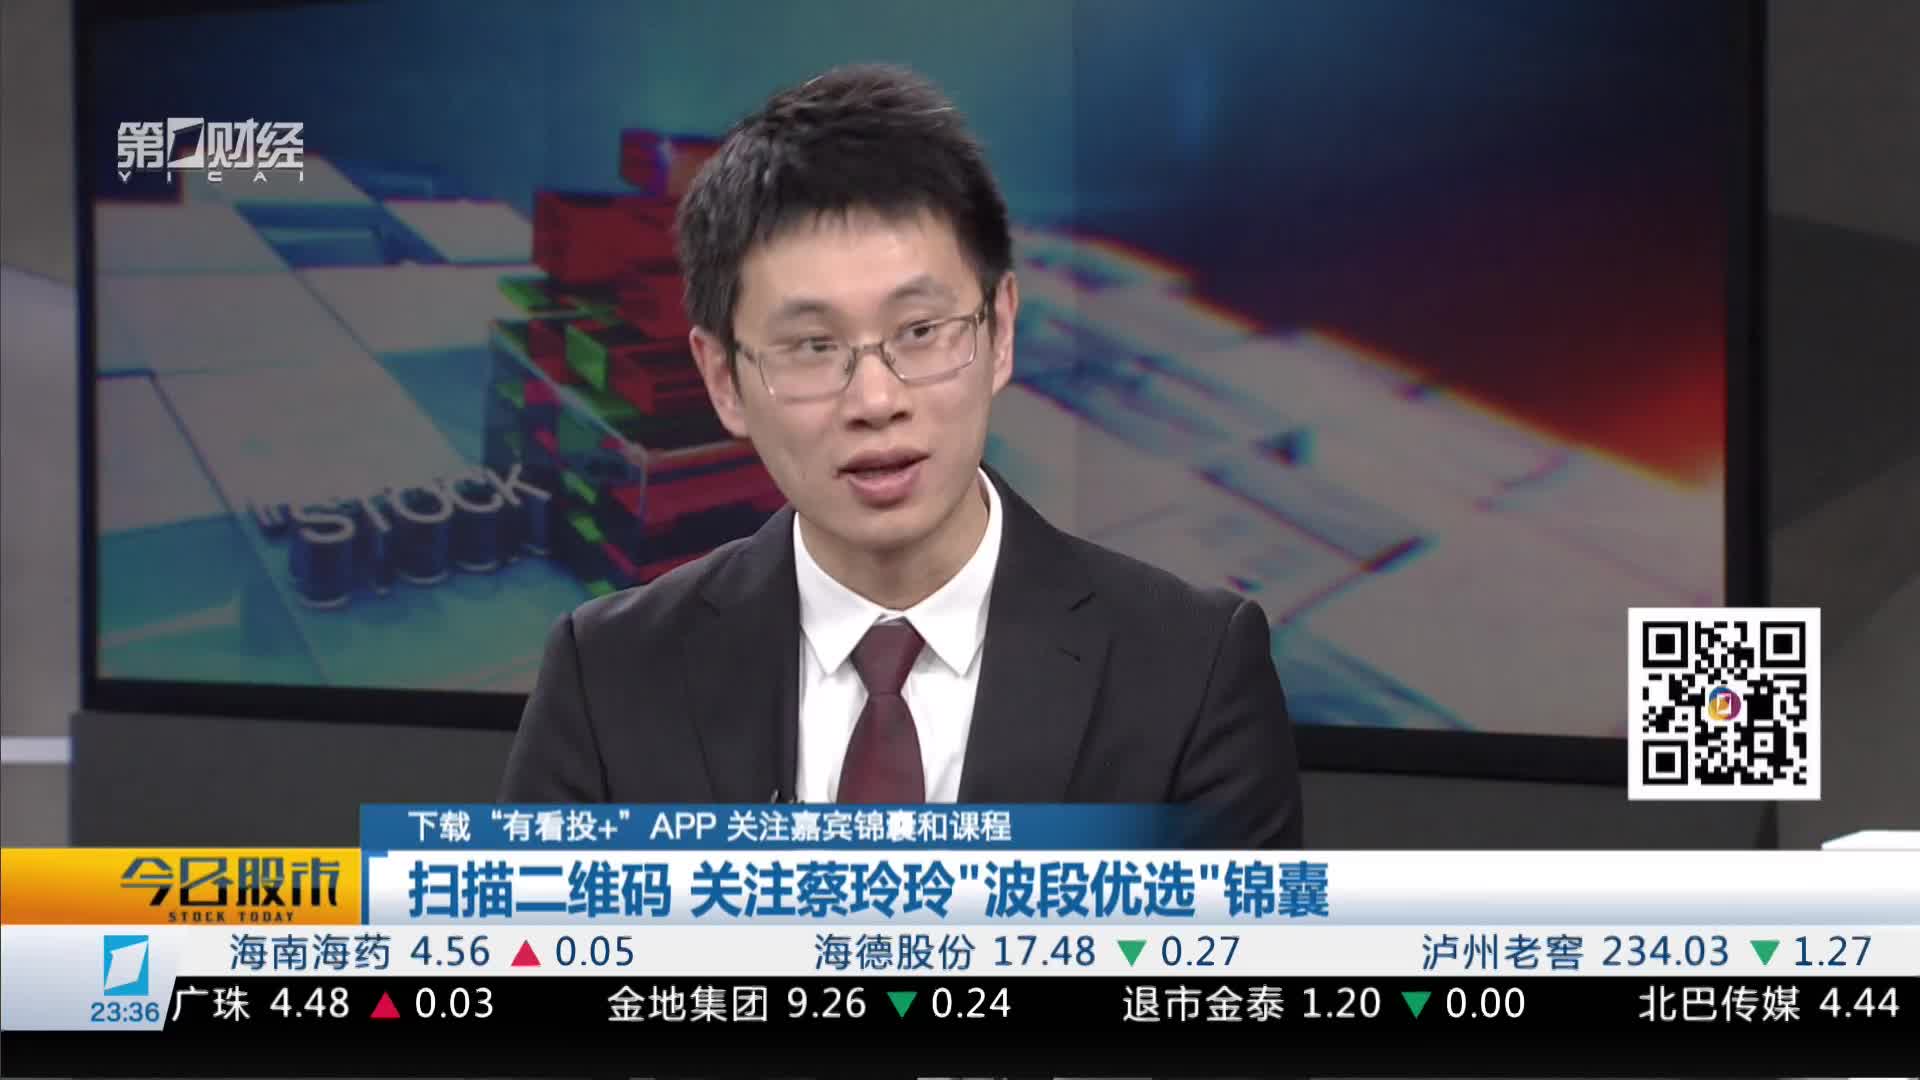 第一财经
YICAI
STOCK
下载“有看投+”APP 关注嘉宾锦囊和课程
今日股市
STOCK TODAY
扫描二维码 关注蔡玲玲"波段优选"锦囊
海南海药 4.56 ▲ 0.05 海德股份 17.48 ▼ 0.27 泸州老窖 234.03 ▼ 1.27
23:36
广珠 4.48 ▲ 0.03 金地集团 9.26 ▼ 0.24 退市金泰 1.20 ▼ 0.00 北巴传媒 4.44